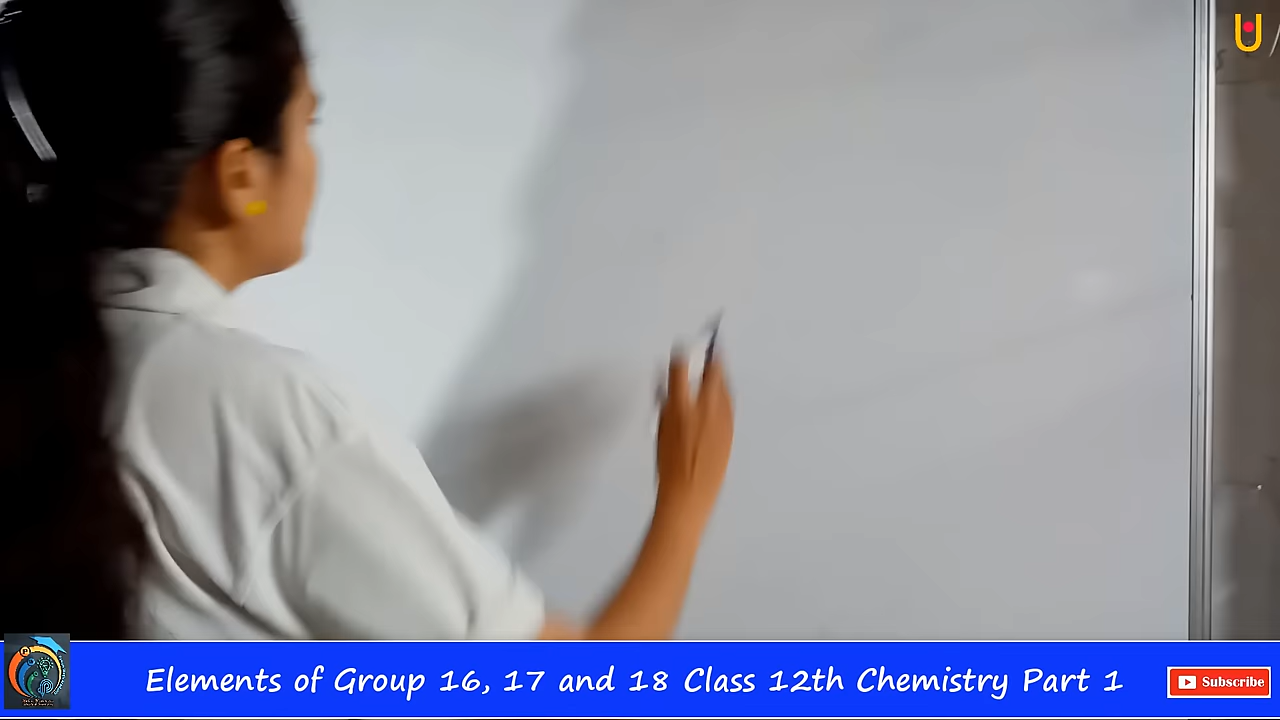 U
Elements of Group 16, 17 and 18 Class 12th Chemistry Part 1
Subscribe